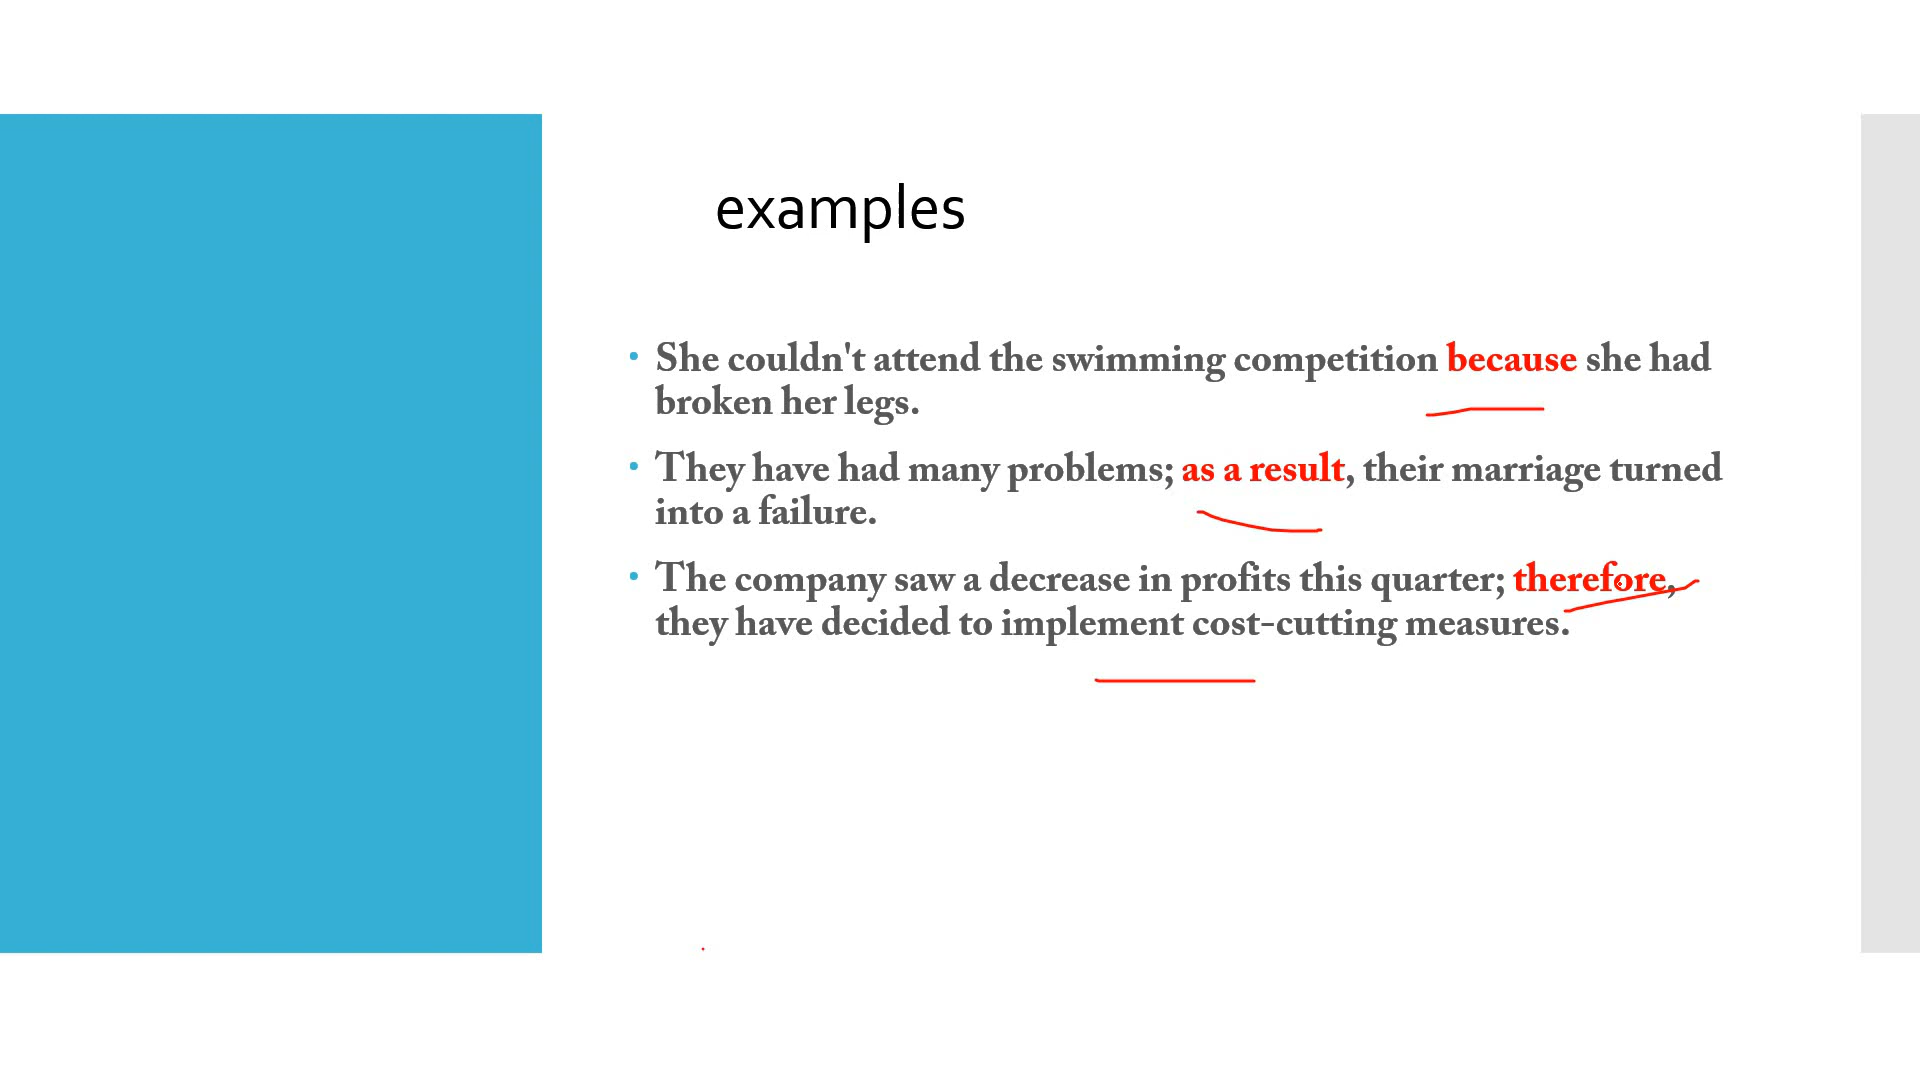 examples
• She couldn't attend the swimming competition because she had
broken her legs.
• They have had many problems; as a result, their marriage turned
into a failure.
• The company saw a decrease in profits this quarter; therefore,
they have decided to implement cost-cutting measures.